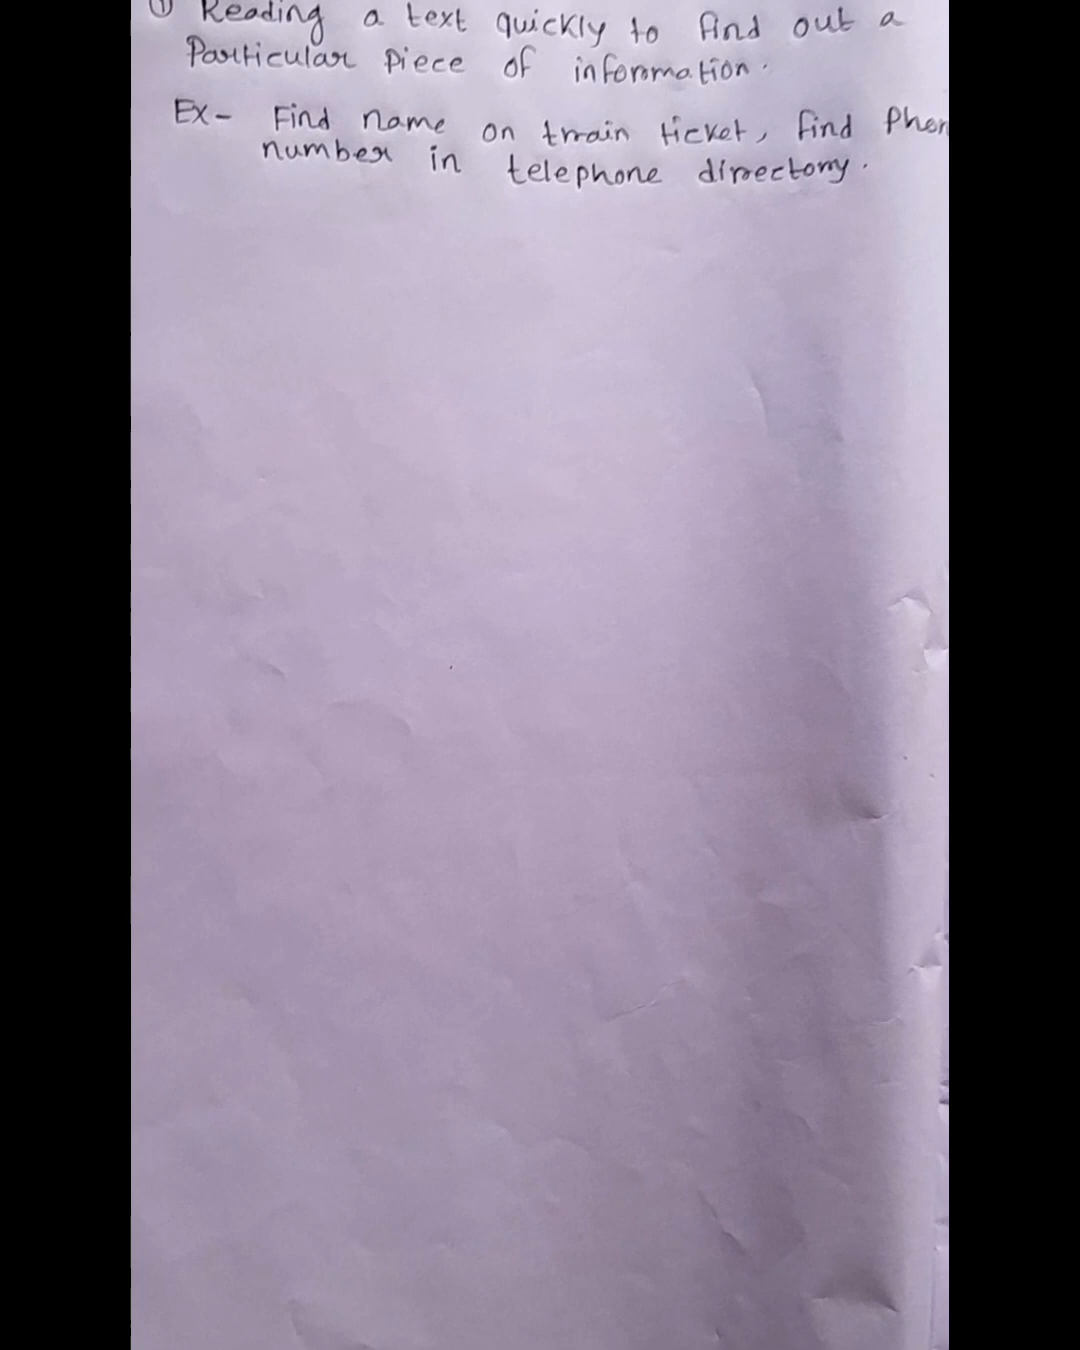 ① Reading a text quickly to find out a
Particular piece of information.
Ex- Find name on train ticket, find Phon
number in telephone directory.